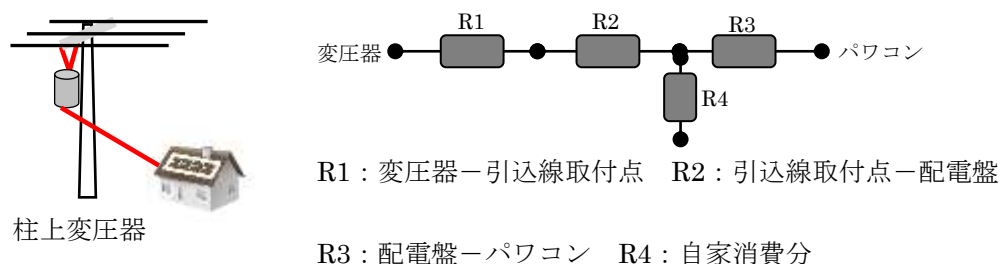 R1 R2 R3
変圧器 パワコン
R4
R1：変圧器－引込線取付点 R2：引込線取付点－配電盤
柱上変圧器
R3：配電盤－パワコン R4：自家消費分